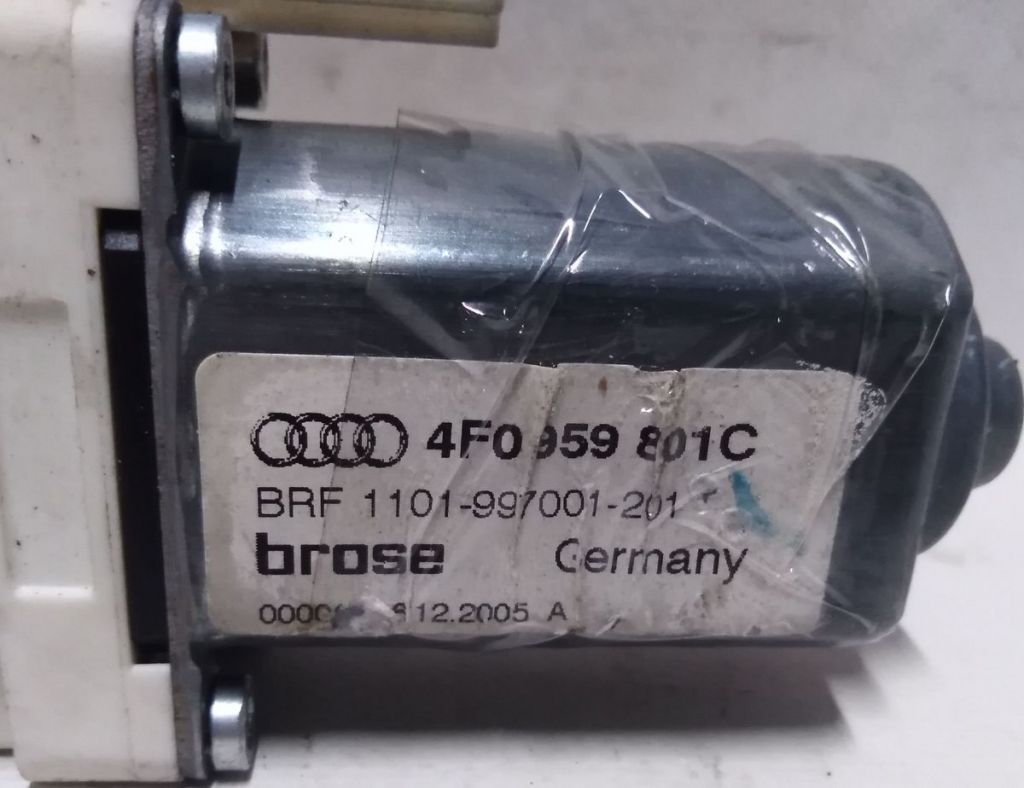 4F0 959 801C
BRF 1101-997001-201
brose Germany
12.2005 A